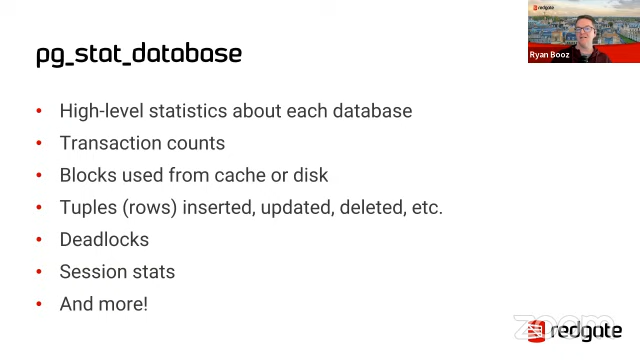 pg_stat_database
• High-level statistics about each database
• Transaction counts
• Blocks used from cache or disk
• Tuples (rows) inserted, updated, deleted, etc.
• Deadlocks
• Session stats
• And more!
redgate
Ryan Booz
zoom
redgate